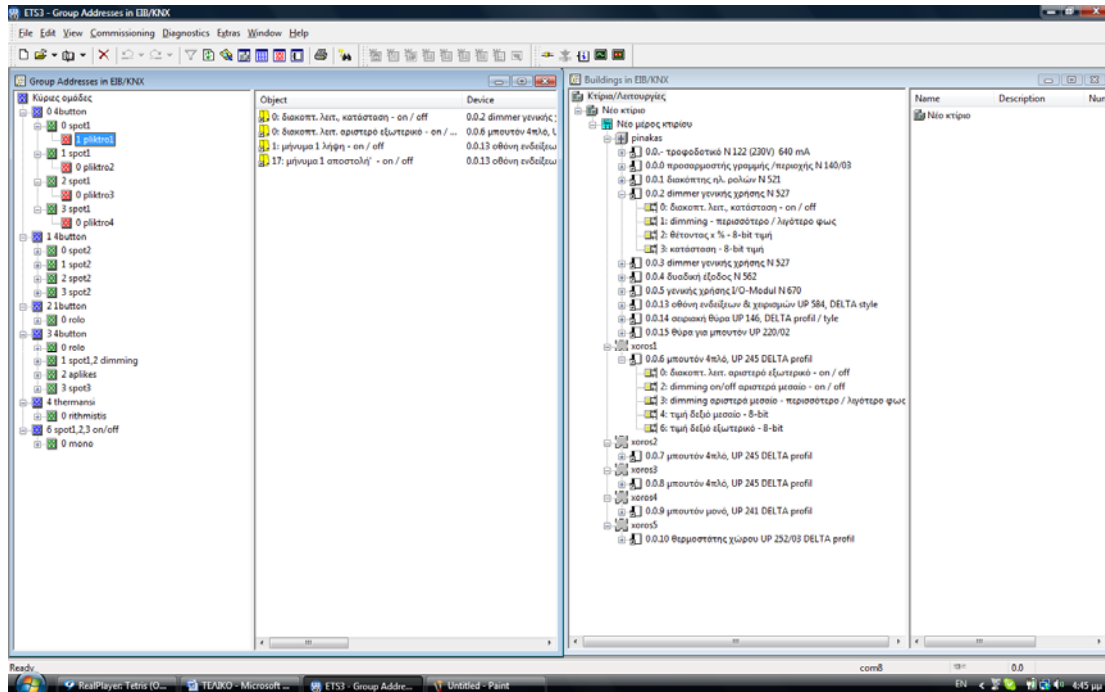 ETS3 - Group Addresses in EIB/KNX
File Edit View Commissioning Diagnostics Extras Window Help
Group Addresses in EIB/KNX
Κύριες ομάδες
0 4button
0 spot1
1 pliktro1
1 spot1
0 pliktro2
2 spot1
0 pliktro3
3 spot1
0 pliktro4
1 4button
0 spot2
1 spot2
2 spot2
3 spot2
2 1button
0 rolo
3 4button
0 rolo
1 spot1,2 dimming
2 aplikes
3 spot3
4 thermansi
0 rithmistis
6 spot1,2,3 on/off
0 mono
Object Device
0: διακοπτ. λειτ., κατάσταση - on / off 0.0.2 dimmer γενικής
0: διακοπτ. λειτ. αριστερό εξωτερικό - on / ... 0.0.6 μπουτόν 4πλό, U
1: μήνυμα 1 λήψη - on / off 0.0.13 οθόνη ενδείξεω
17: μήνυμα 1 αποστολή' - on / off 0.0.13 οθόνη ενδείξεω
Buildings in EIB/KNX
Κτίρια/Λειτουργίες
Νέο κτίριο
Νέο μέρος κτιρίου
pinakas
0.0.- τροφοδοτικό N 122 (230V) 640 mA
0.0.0 προσαρμοστής γραμμής /περιοχής N 140/03
0.0.1 διακόπτης ηλ. ρολών N 521
0.0.2 dimmer γενικής χρήσης N 527
0: διακοπτ. λειτ., κατάσταση - on / off
1: dimming - περισσότερο / λιγότερο φως
2: θέτοντας x % - 8-bit τιμή
3: κατάσταση - 8-bit τιμή
0.0.3 dimmer γενικής χρήσης N 527
0.0.4 δυαδική έξοδος N 562
0.0.5 γενικής χρήσης I/O-Modul N 670
0.0.13 οθόνη ενδείξεων & χειρισμών UP 584, DELTA style
0.0.14 σειριακή θύρα UP 146, DELTA profil / tyle
0.0.15 θύρα για μπουτόν UP 220/02
xoros1
0.0.6 μπουτόν 4πλό, UP 245 DELTA profil
0: διακοπτ. λειτ. αριστερό εξωτερικό - on / off
2: dimming on/off αριστερά μεσαίο - on / off
3: dimming αριστερά μεσαίο - περισσότερο / λιγότερο φως
4: τιμή δεξιό μεσαίο - 8-bit
6: τιμή δεξιό εξωτερικό - 8-bit
xoros2
0.0.7 μπουτόν 4πλό, UP 245 DELTA profil
xoros3
0.0.8 μπουτόν 4πλό, UP 245 DELTA profil
xoros4
0.0.9 μπουτόν μονό, UP 241 DELTA profil
xoros5
0.0.10 θερμοστάτης χώρου UP 252/03 DELTA profil
Name Description Nur
Νέο κτίριο
Ready com8 0.0
RealPlayer: Tetris (O... ΤΕΛΙΚΟ - Microsoft ... ETS3 - Group Addre... Untitled - Paint EN 4:45 μμ